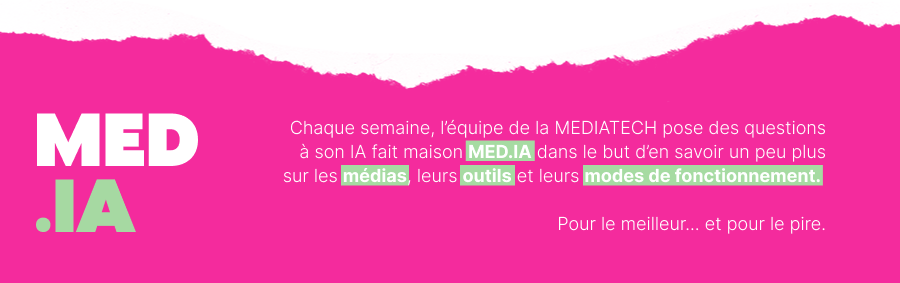 MED
.IA
Chaque semaine, l’équipe de la MEDIATECH pose des questions
à son IA fait maison MED.IA dans le but d’en savoir un peu plus
sur les médias, leurs outils et leurs modes de fonctionnement.
Pour le meilleur... et pour le pire.